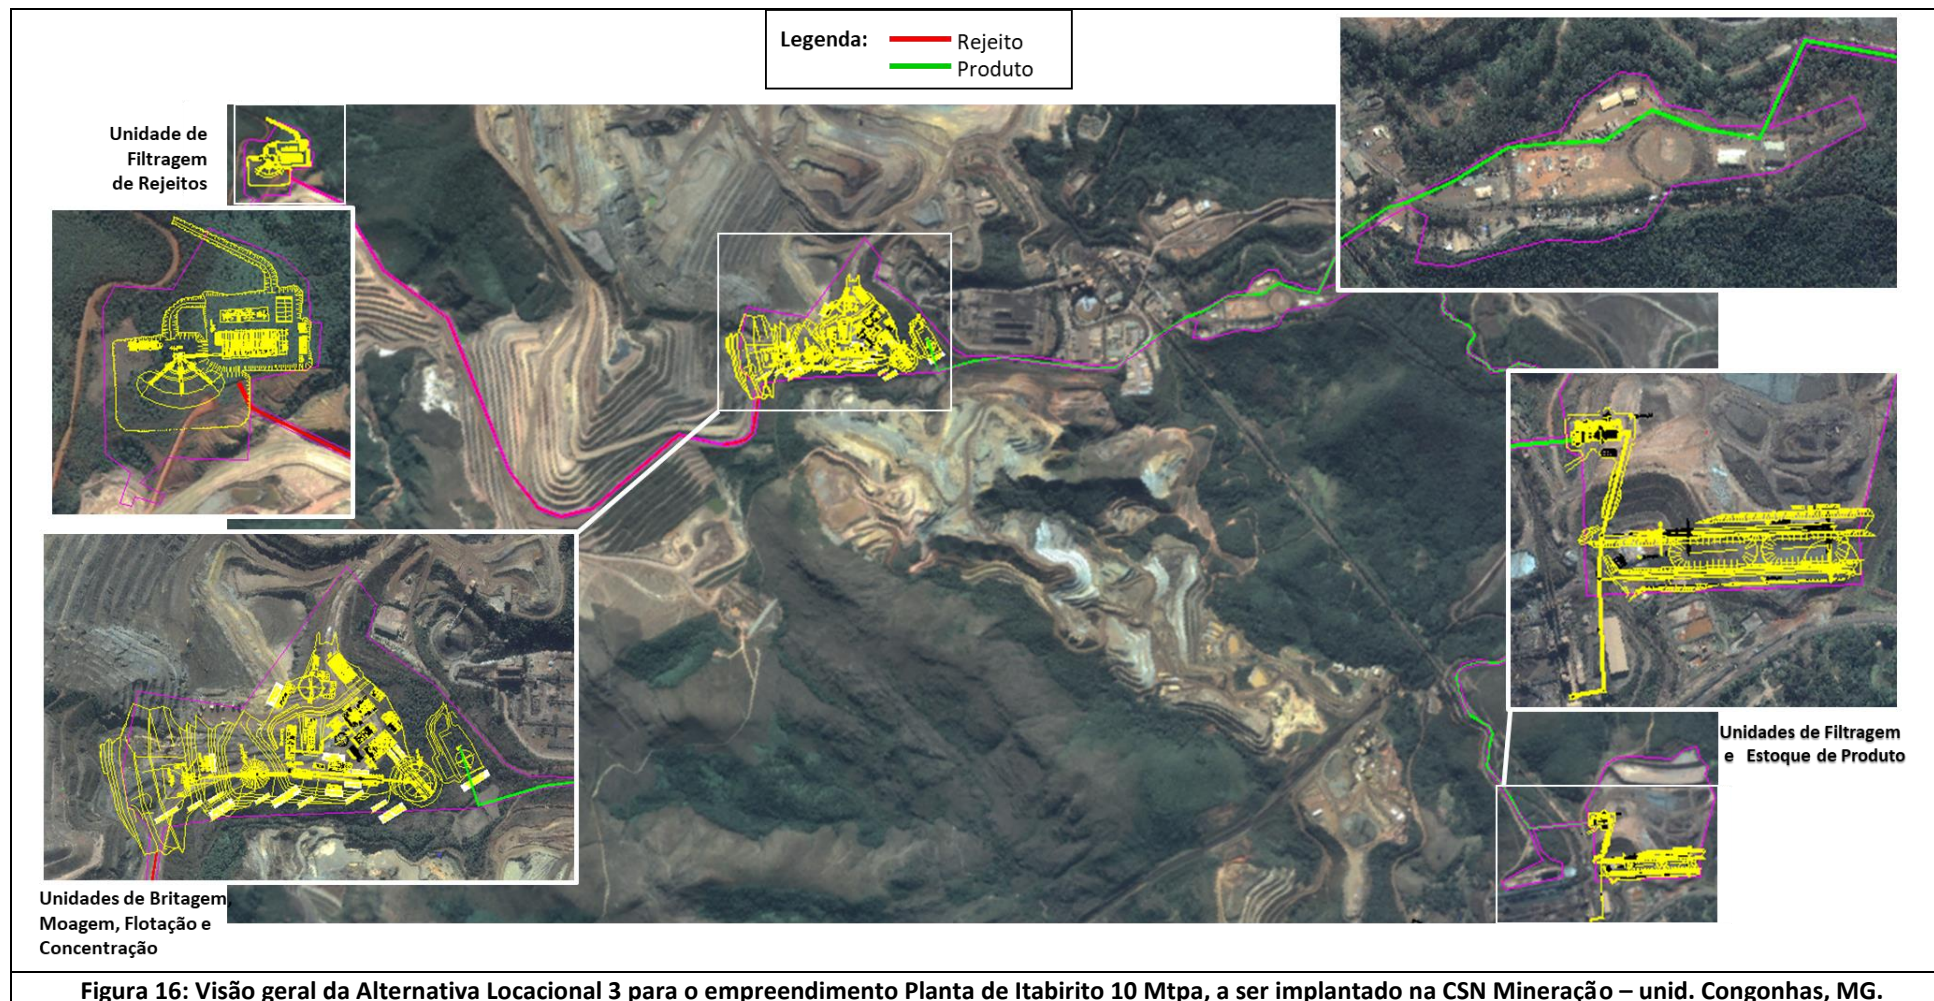 Legenda:
Rejeito
Produto
Unidade de
Filtragem
de Rejeitos
Unidades de Filtragem
e Estoque de Produto
Unidades de Britagem,
Moagem, Flotação e
Concentração
Figura 16: Visão geral da Alternativa Locacional 3 para o empreendimento Planta de Itabirito 10 Mtpa, a ser implantado na CSN Mineração – unid. Congonhas, MG.